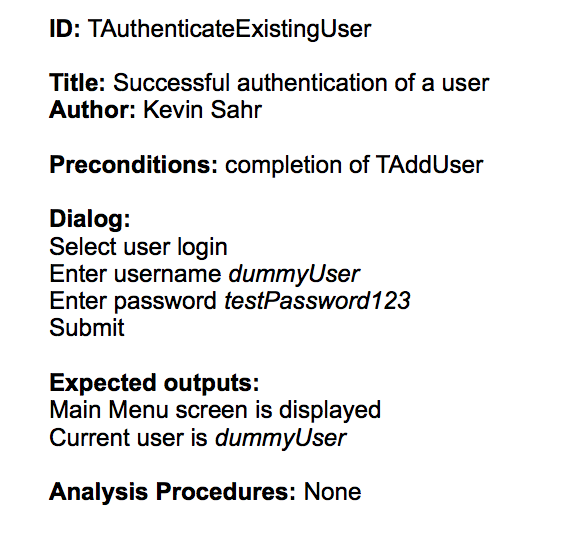 ID: TAuthenticateExistingUser
Title: Successful authentication of a user
Author: Kevin Sahr
Preconditions: completion of TAddUser
Dialog:
Select user login
Enter username dummyUser
Enter password testPassword123
Submit
Expected outputs:
Main Menu screen is displayed
Current user is dummyUser
Analysis Procedures: None